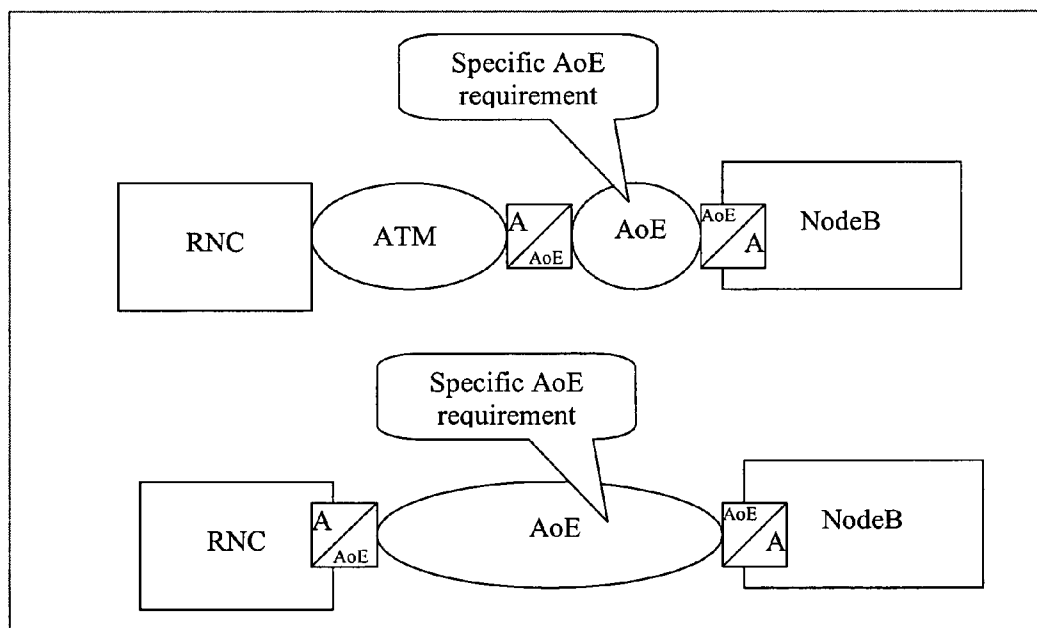 Specific AoE
requirement
RNC
ATM
A
AoE
AoE
AoE
A
NodeB
Specific AoE
requirement
RNC
A
AoE
AoE
AoE
A
NodeB